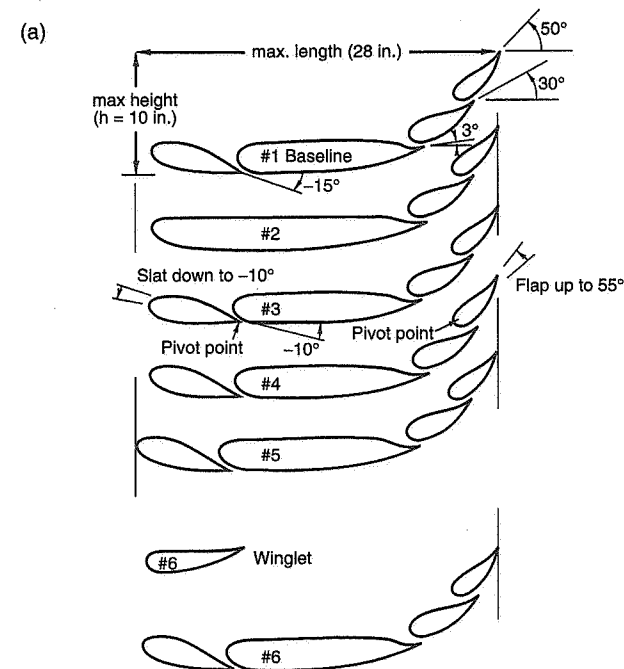 (a)
50°
max. length (28 in.)
30°
max height
(h = 10 in.)
3°
#1 Baseline
–15°
#2
Slat down to –10°
Flap up to 55°
#3
Pivot point
Pivot point
–10°
#4
#5
#6
Winglet
#6